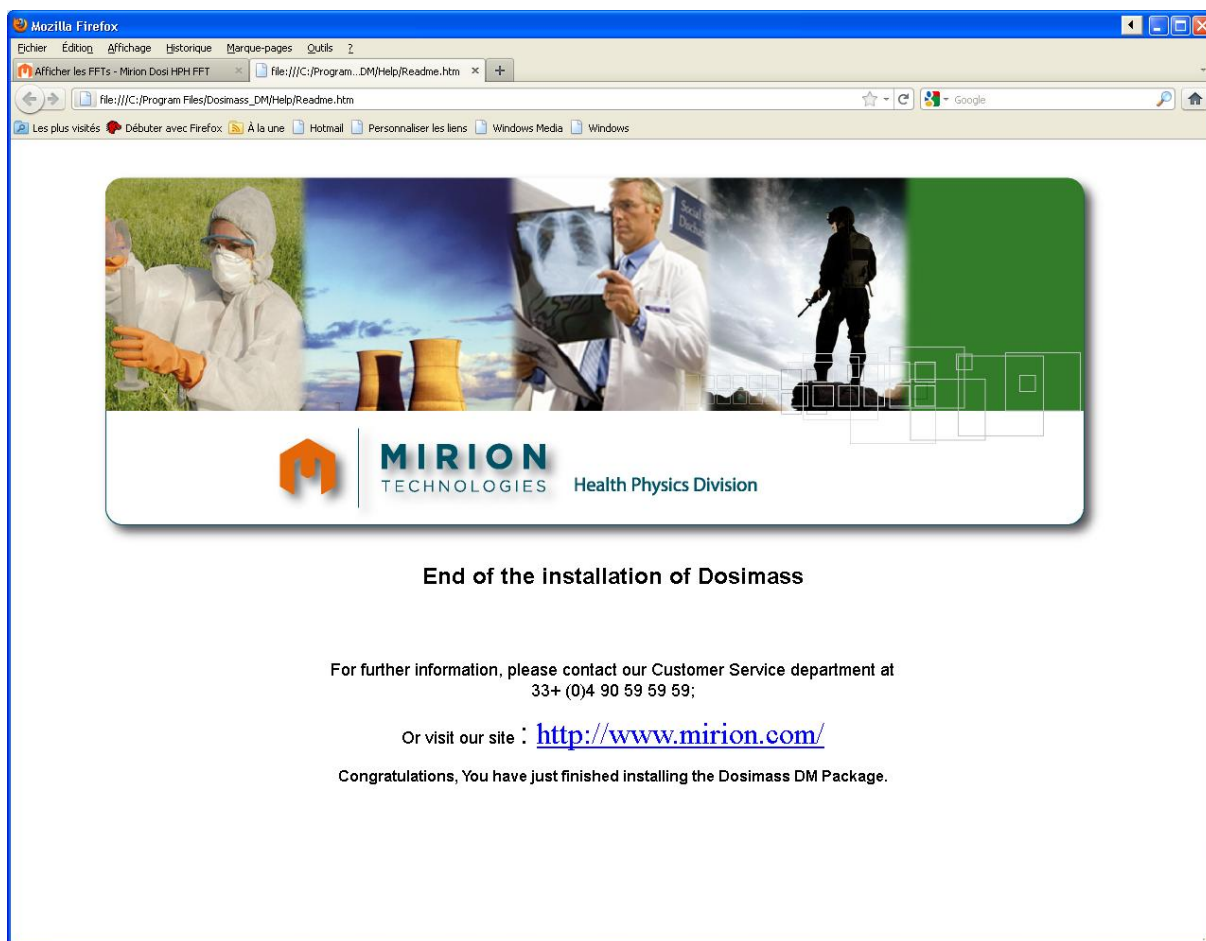 Mozilla Firefox
Fichier Édition Affichage Historique Marque-pages Outils ?
Afficher les FFTs - Mirion Dosi HPH FFT file:///C:/Program...DM/Help/Readme.htm
file:///C:/Program Files/Dosimass_DM/Help/Readme.htm Google
Les plus visités Débuter avec Firefox À la une Hotmail Personnaliser les liens Windows Media Windows
Social
MIRION
TECHNOLOGIES Health Physics Division
End of the installation of Dosimass
For further information, please contact our Customer Service department at
33+ (0)4 90 59 59 59;
Or visit our site : http://www.mirion.com/
Congratulations, You have just finished installing the Dosimass DM Package.